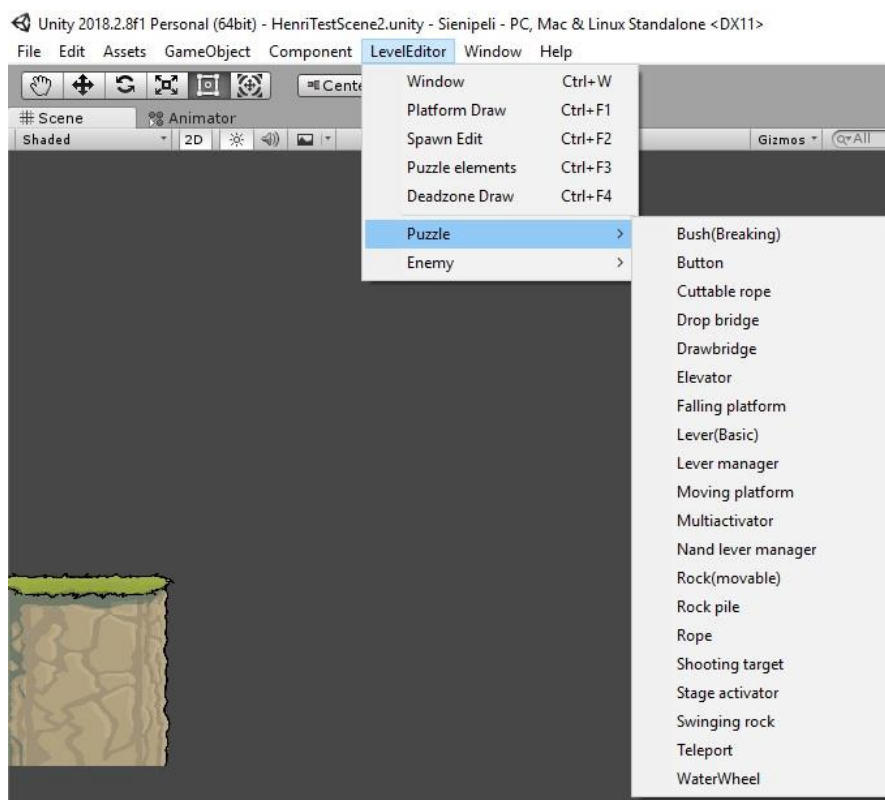 Unity 2018.2.8f1 Personal (64bit) - HenriTestScene2.unity - Sienipeli - PC, Mac & Linux Standalone <DX11>
File Edit Assets GameObject Component LevelEditor Window Help
Cente
Window Ctrl+W
# Scene Animator
Platform Draw Ctrl+F1
Shaded 2D Gizmos All
Spawn Edit Ctrl+F2
Puzzle elements Ctrl+F3
Deadzone Draw Ctrl+F4
Puzzle >
Enemy >
Bush(Breaking)
Button
Cuttable rope
Drop bridge
Drawbridge
Elevator
Falling platform
Lever(Basic)
Lever manager
Moving platform
Multiactivator
Nand lever manager
Rock(movable)
Rock pile
Rope
Shooting target
Stage activator
Swinging rock
Teleport
WaterWheel